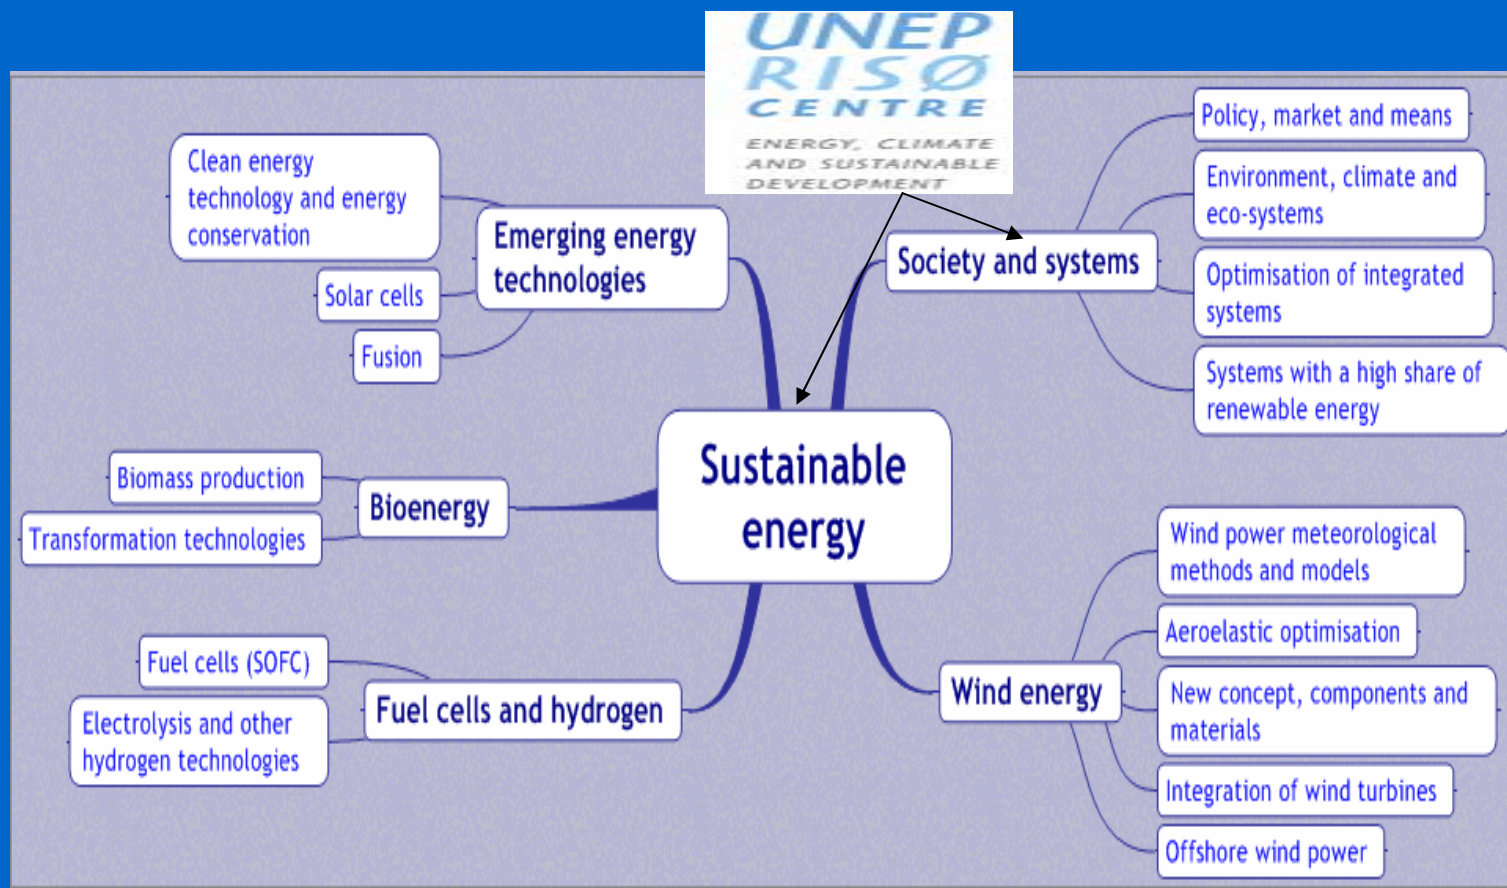 UNEP
RISØ
CENTRE
ENERGY, CLIMATE
AND SUSTAINABLE
DEVELOPMENT
Clean energy
technology and energy
conservation
Solar cells
Fusion
Emerging energy
technologies
Biomass production
Transformation technologies
Bioenergy
Fuel cells (SOFC)
Electrolysis and other
hydrogen technologies
Fuel cells and hydrogen
Sustainable
energy
Society and systems
Policy, market and means
Environment, climate and
eco-systems
Optimisation of integrated
systems
Systems with a high share of
renewable energy
Wind energy
Wind power meteorological
methods and models
Aeroelastic optimisation
New concept, components and
materials
Integration of wind turbines
Offshore wind power